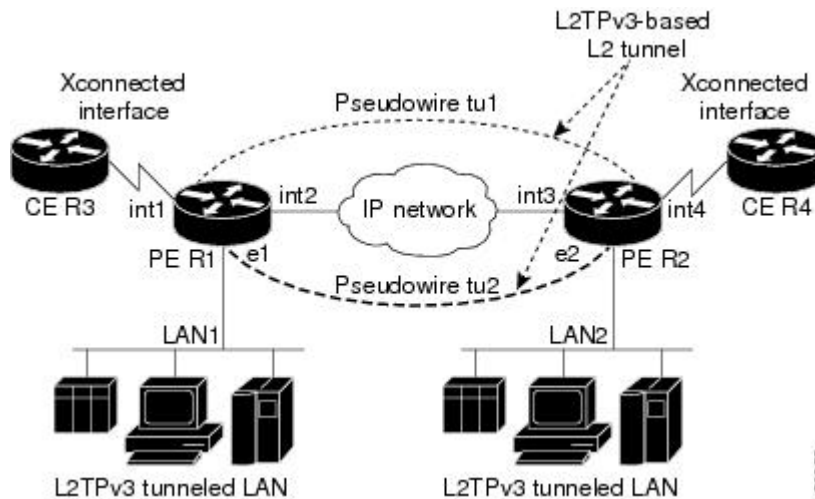 L2TPv3-based
L2 tunnel
Xconnected
interface
Pseudowire tu1
Xconnected
interface
CE R3
int1
int2
IP network
int3
int4
CE R4
PE R1
e1
e2
PE R2
Pseudowire tu2
LAN1
LAN2
L2TPv3 tunneled LAN
L2TPv3 tunneled LAN